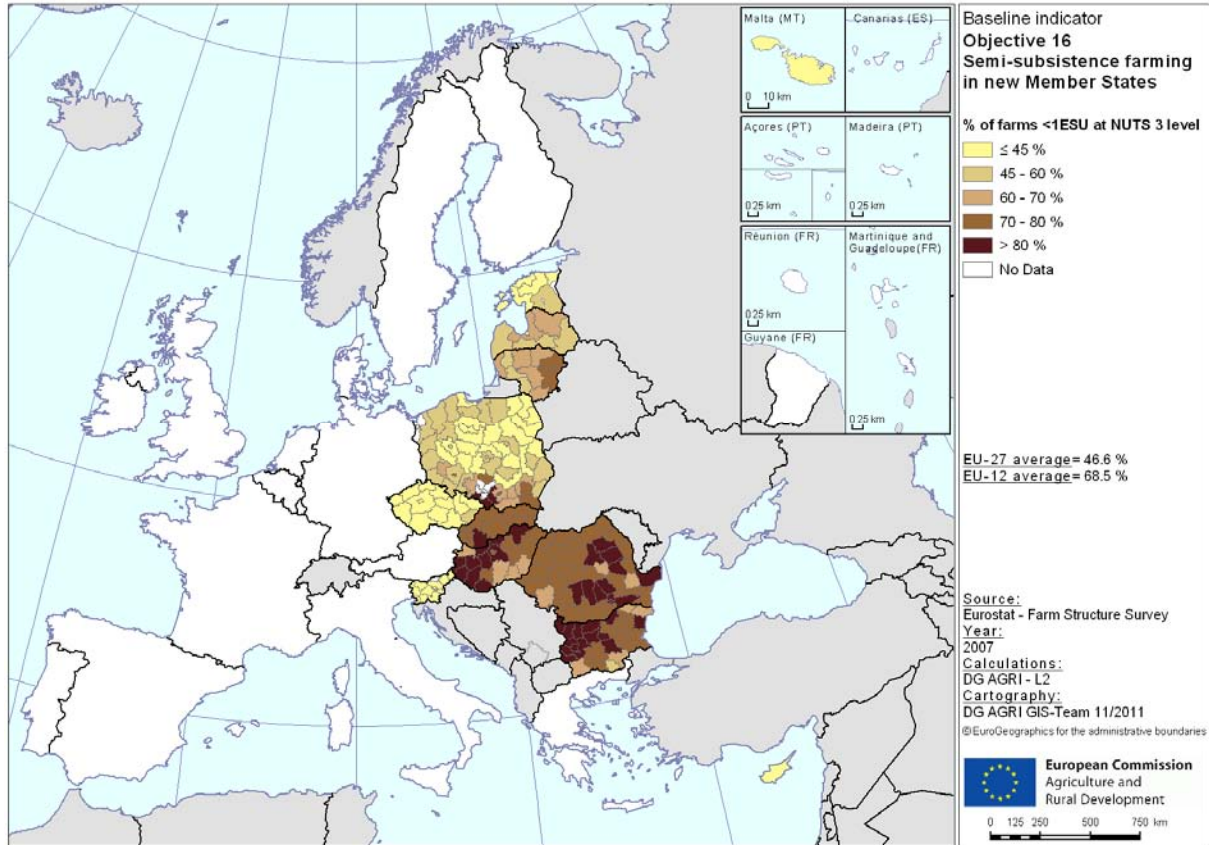 Malta (MT)
0 10 km
Canarias (ES)
Açores (PT)
0 25 km
Madeira (PT)
0 25 km
Réunion (FR)
0 25 km
Martinique and
Guadeloupe(FR)
0 25 km
Guyane (FR)
Baseline indicator
Objective 16
Semi-subsistence farming
in new Member States
% of farms <1ESU at NUTS 3 level
≤ 45 %
45 - 60 %
60 - 70 %
70 - 80 %
> 80 %
No Data
EU-27 average= 46.6 %
EU-12 average= 68.5 %
Source:
Eurostat - Farm Structure Survey
Year:
2007
Calculations:
DG AGRI - L2
Cartography:
DG AGRI GIS-Team 11/2011
© EuroGeographics for the administrative boundaries
European Commission
Agriculture and
Rural Development
0 125 250 500 750 km